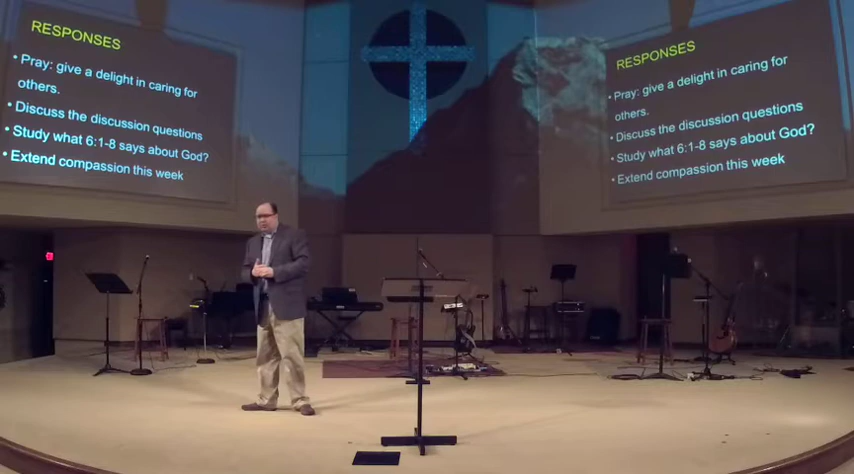 RESPONSES
• Pray: give a delight in caring for
others.
• Discuss the discussion questions
• Study what 6:1-8 says about God?
• Extend compassion this week
RESPONSES
• Pray: give a delight in caring for
others.
• Discuss the discussion questions
• Study what 6:1-8 says about God?
• Extend compassion this week